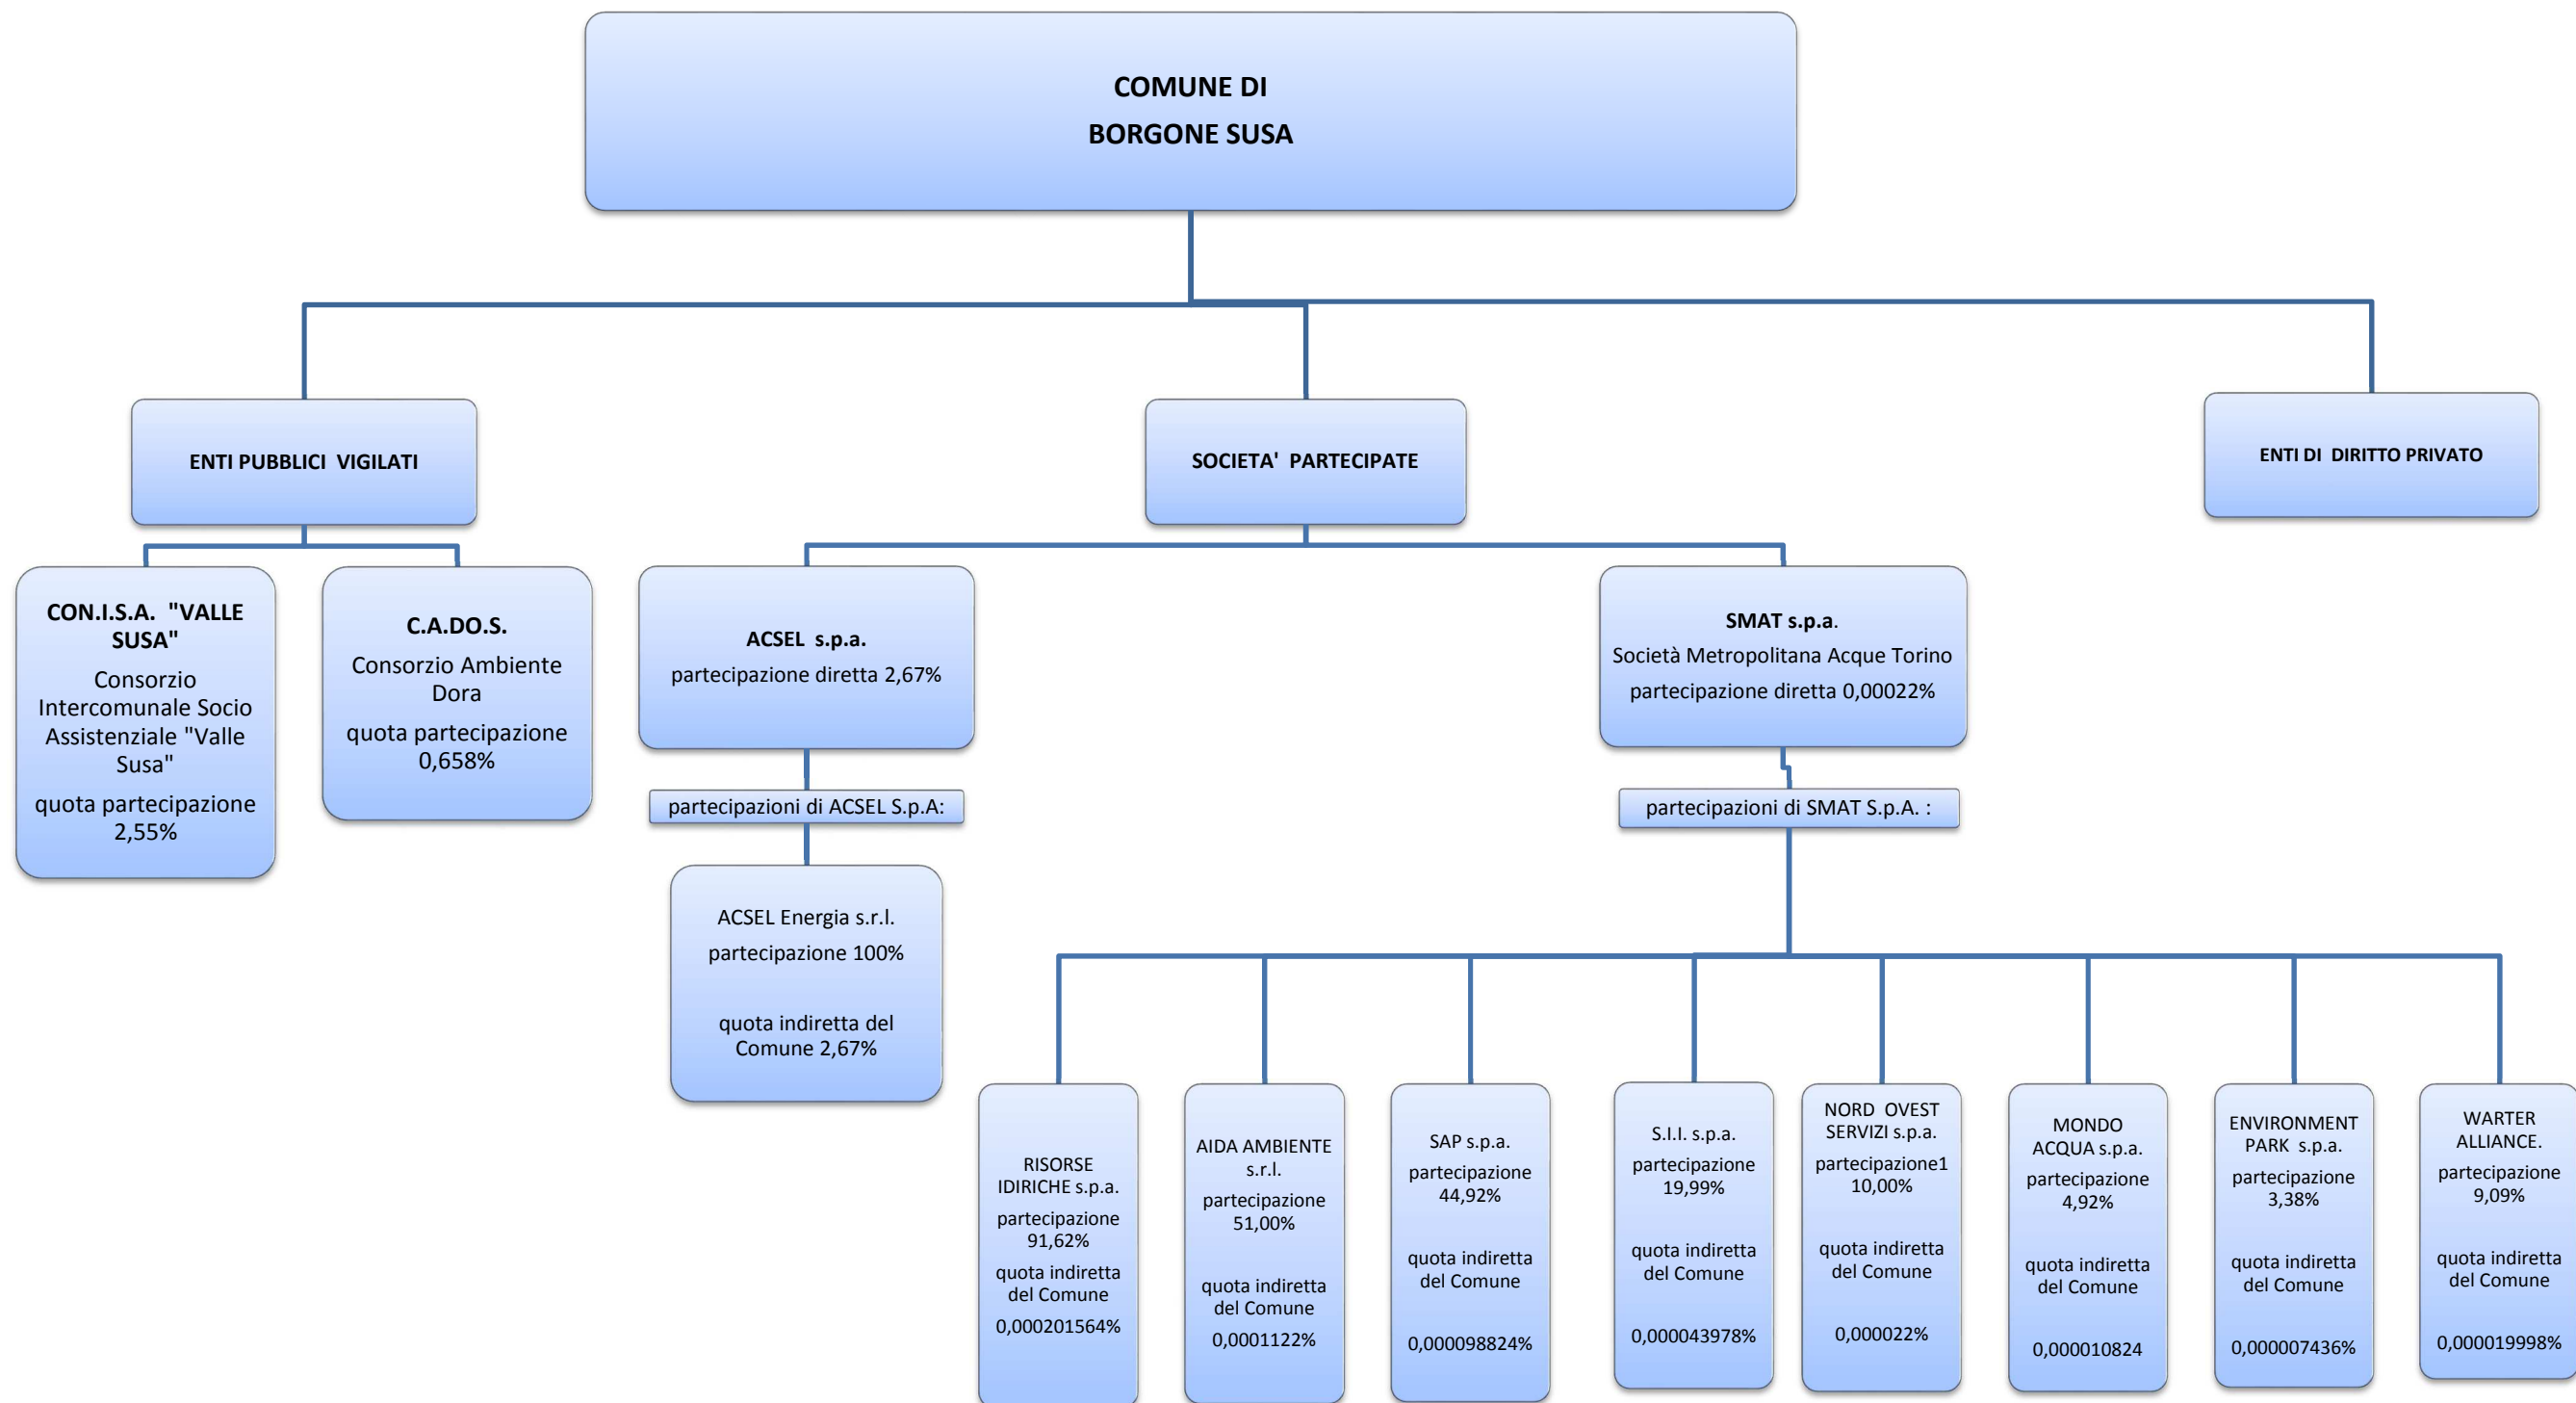 COMUNE DI
BORGONE SUSA
ENTI PUBBLICI VIGILATI
SOCIETA' PARTECIPATE
ENTI DI DIRITTO PRIVATO
CON.I.S.A. "VALLE
SUSA"
Consorzio
Intercomunale Socio
Assistenziale "Valle
Susa"
quota partecipazione
2,55%
C.A.DO.S.
Consorzio Ambiente
Dora
quota partecipazione
0,658%
ACSEL s.p.a.
partecipazione diretta 2,67%
SMAT s.p.a.
Società Metropolitana Acque Torino
partecipazione diretta 0,00022%
partecipazioni di ACSEL S.p.A:
partecipazioni di SMAT S.p.A. :
ACSEL Energia s.r.l.
partecipazione 100%
quota indiretta del
Comune 2,67%
RISORSE
IDIRICHE s.p.a.
partecipazione
91,62%
quota indiretta
del Comune
0,000201564%
AIDA AMBIENTE
s.r.l.
partecipazione
51,00%
quota indiretta
del Comune
0,0001122%
SAP s.p.a.
partecipazione
44,92%
quota indiretta
del Comune
0,000098824%
S.I.I. s.p.a.
partecipazione
19,99%
quota indiretta
del Comune
0,000043978%
NORD OVEST
SERVIZI s.p.a.
partecipazione1
10,00%
quota indiretta
del Comune
0,000022%
MONDO
ACQUA s.p.a.
partecipazione
4,92%
quota indiretta
del Comune
0,000010824
ENVIRONMENT
PARK s.p.a.
partecipazione
3,38%
quota indiretta
del Comune
0,000007436%
WARTER
ALLIANCE.
partecipazione
9,09%
quota indiretta
del Comune
0,000019998%